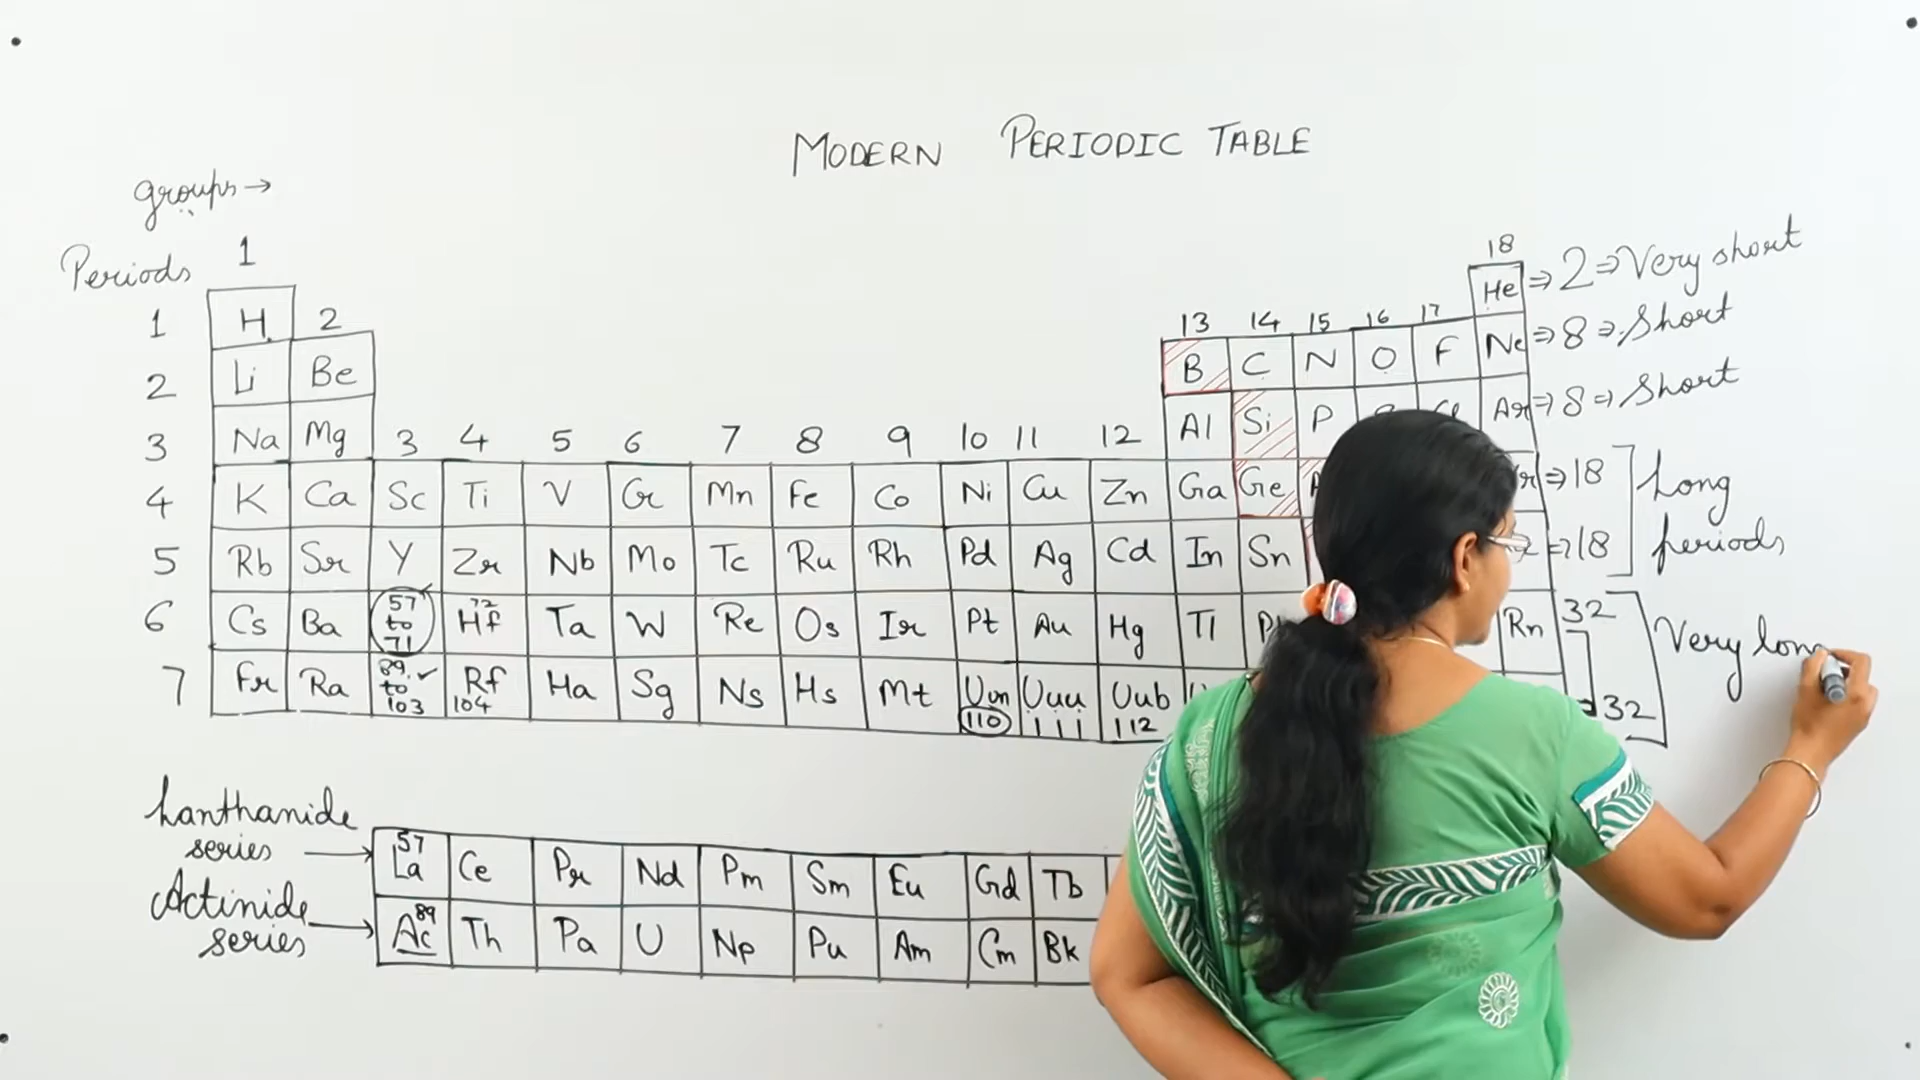 MODERN PERIODIC TABLE
groups →
Periods
1 18
1 H 2 13 14 15 16 17 He ⇒ 2 ⇒ Very short
2 Li Be B C N O F Ne ⇒ 8 ⇒ Short
3 Na Mg 3 4 5 6 7 8 9 10 11 12 Al Si P Ar ⇒ 8 ⇒ Short
4 K Ca Sc Ti V Cr Mn Fe Co Ni Cu Zn Ga Ge ⇒ 18
5 Rb Sr Y Zr Nb Mo Tc Ru Rh Pd Ag Cd In Sn ⇒ 18
Long
periods
6 Cs Ba 57 to 71 72 Hf Ta W Re Os Ir Pt Au Hg Tl Rn 32
7 Fr Ra 89 to 103 Rf 104 Ha Sg Ns Hs Mt Uun 110 Uuu 111 Uub 112 32
Very long
Lanthanide
series → 57 La Ce Pr Nd Pm Sm Eu Gd Tb
Actinide
series → 89 Ac Th Pa U Np Pu Am Cm Bk